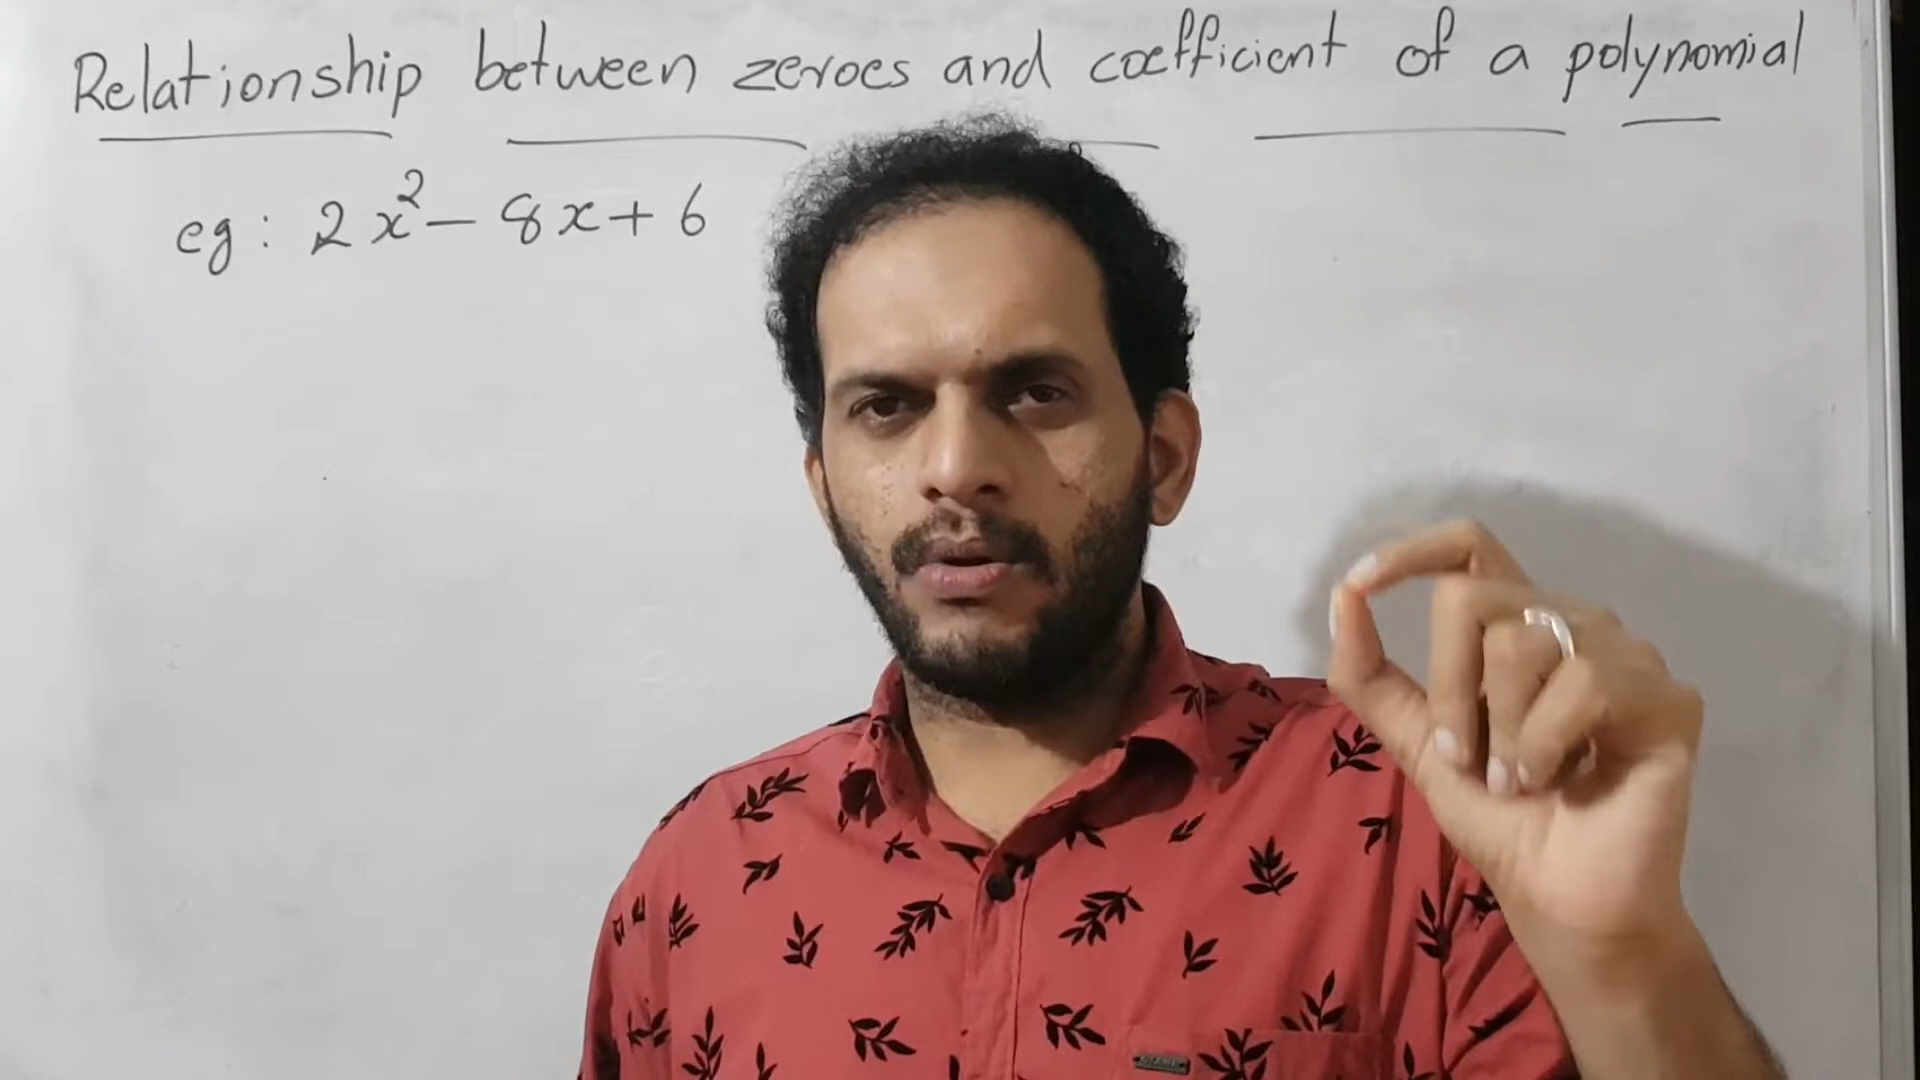 Relationship between zeroes and coefficient of a polynomial
eg: 2x² - 8x + 6